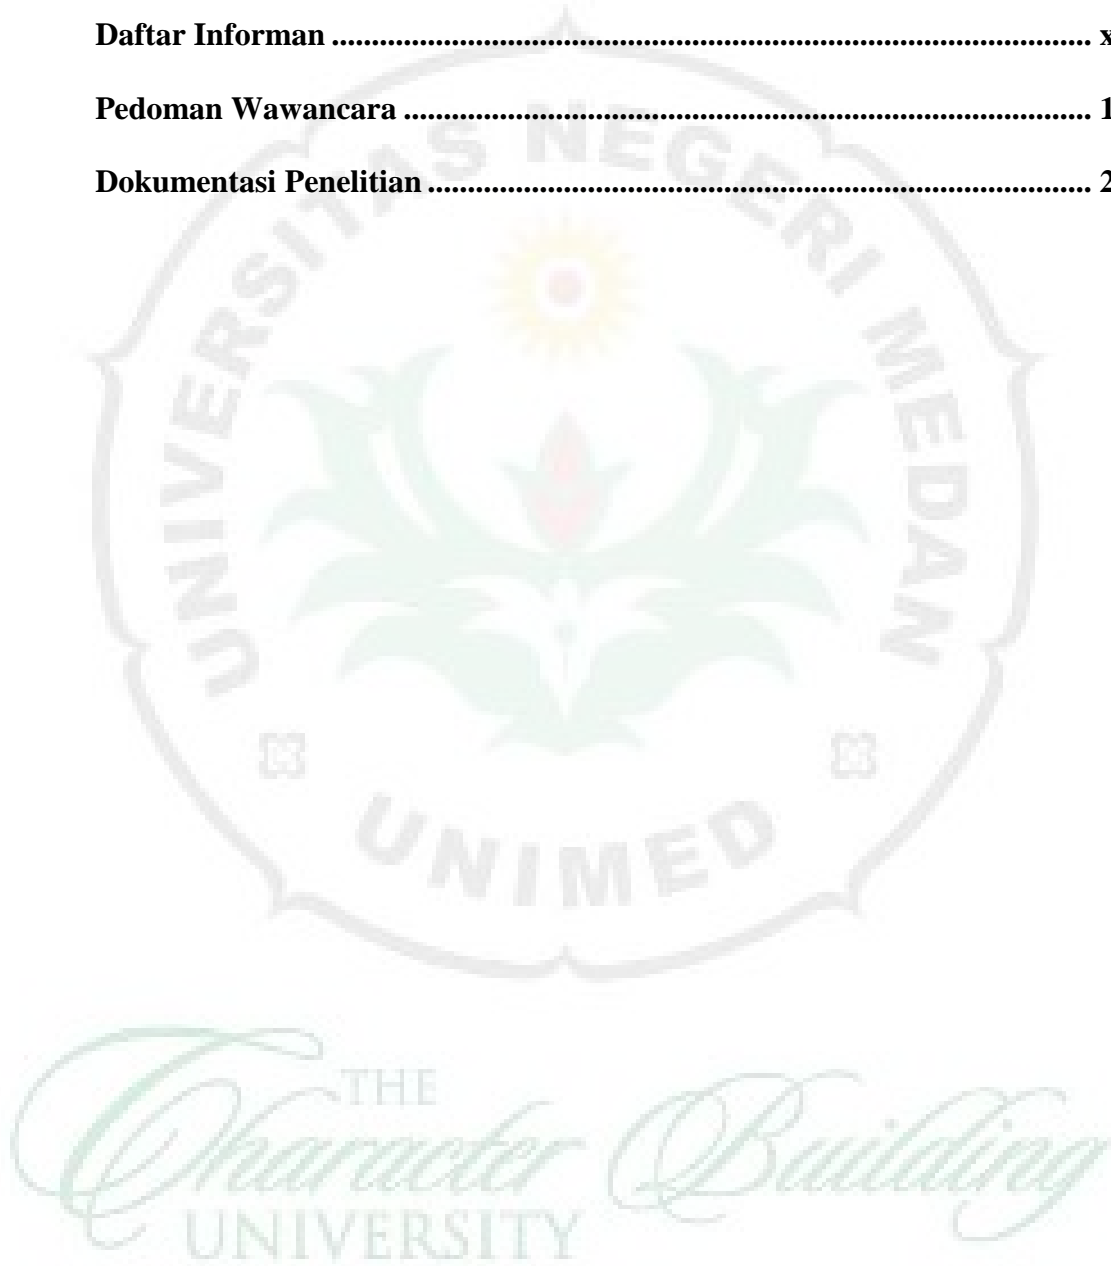 Daftar Informan ................................................................................................ x
Pedoman Wawancara ...................................................................................... 1
Dokumentasi Penelitian ................................................................................... 2
UNIVERSITAS NEGERI MEDAN
UNIMED
THE
Character Building
UNIVERSITY